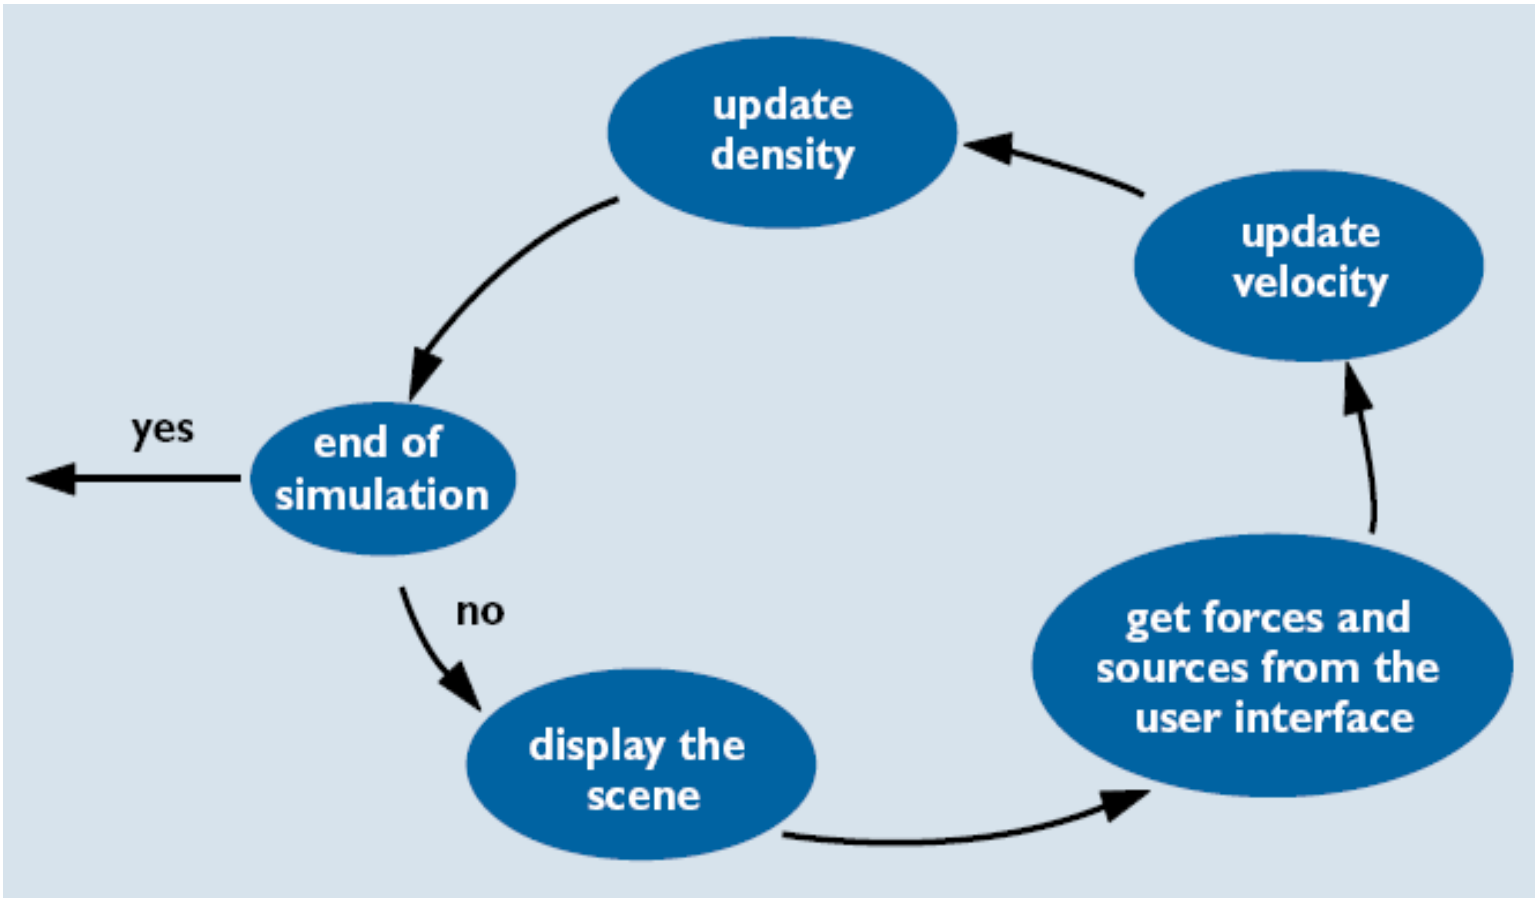 update
density
update
velocity
yes
end of
simulation
no
get forces and
sources from the
user interface
display the
scene